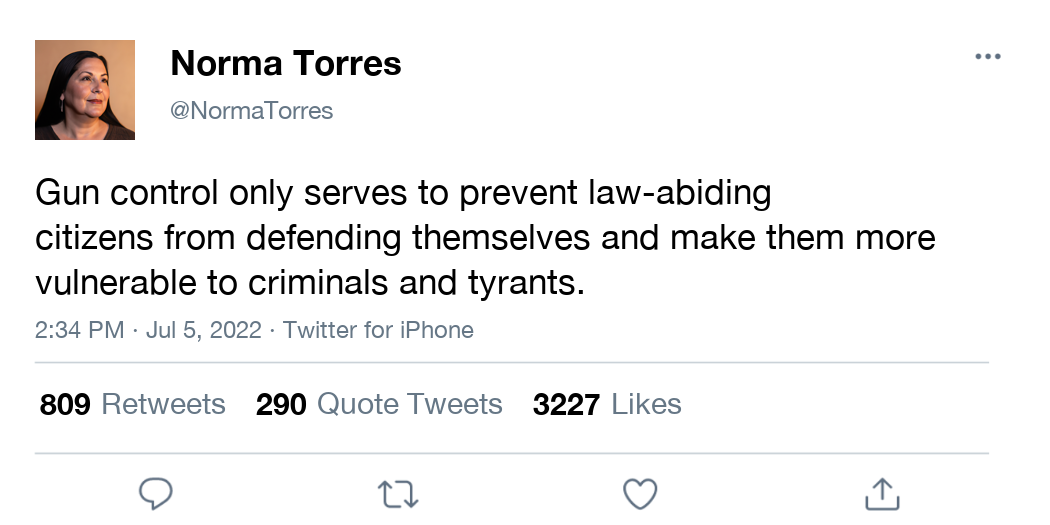 Norma Torres
@NormaTorres
Gun control only serves to prevent law-abiding
citizens from defending themselves and make them more
vulnerable to criminals and tyrants.
2:34 PM · Jul 5, 2022 · Twitter for iPhone
809 Retweets 290 Quote Tweets 3227 Likes